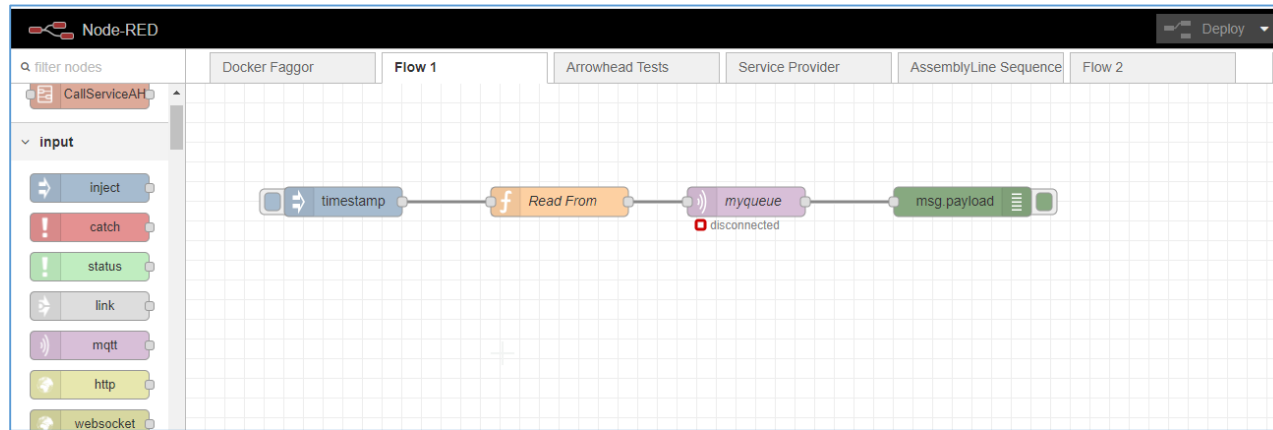 Node-RED
Deploy
filter nodes
Docker Faggor
Flow 1
Arrowhead Tests
Service Provider
AssemblyLine Sequence
Flow 2
CallServiceAH
input
inject
catch
status
link
mqtt
http
websocket
timestamp
f Read From
myqueue
msg.payload
disconnected